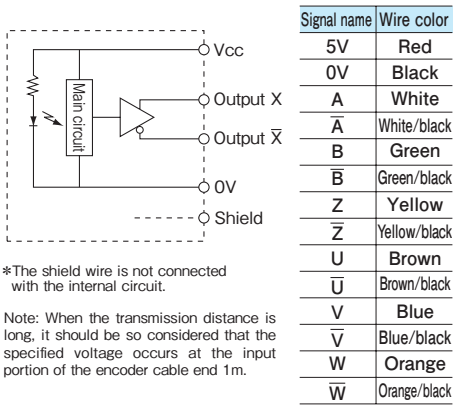 Vcc
Main circuit
Output X
Output X̅
0V
Shield
*The shield wire is not connected
with the internal circuit.
Note: When the transmission distance is
long, it should be so considered that the
specified voltage occurs at the input
portion of the encoder cable end 1m.
Signal name Wire color
5V Red
0V Black
A White
A̅ White/black
B Green
B̅ Green/black
Z Yellow
Z̅ Yellow/black
U Brown
U̅ Brown/black
V Blue
V̅ Blue/black
W Orange
W̅ Orange/black